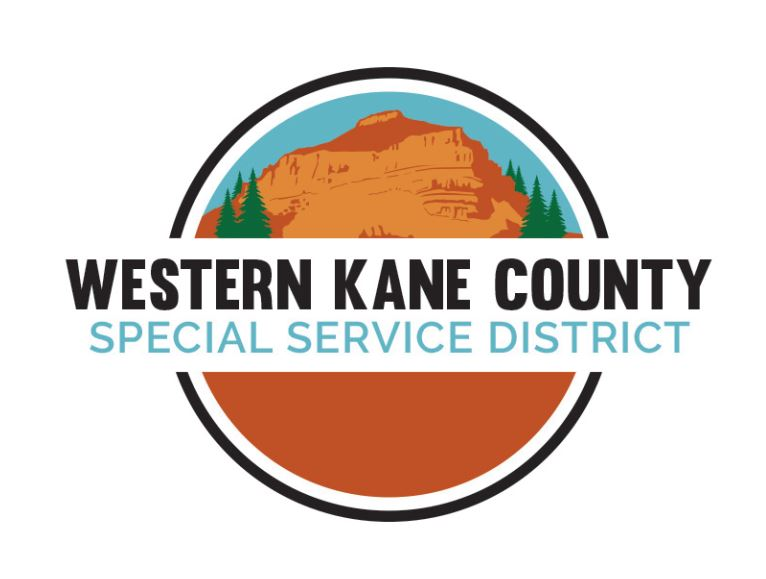 WESTERN KANE COUNTY
SPECIAL SERVICE DISTRICT